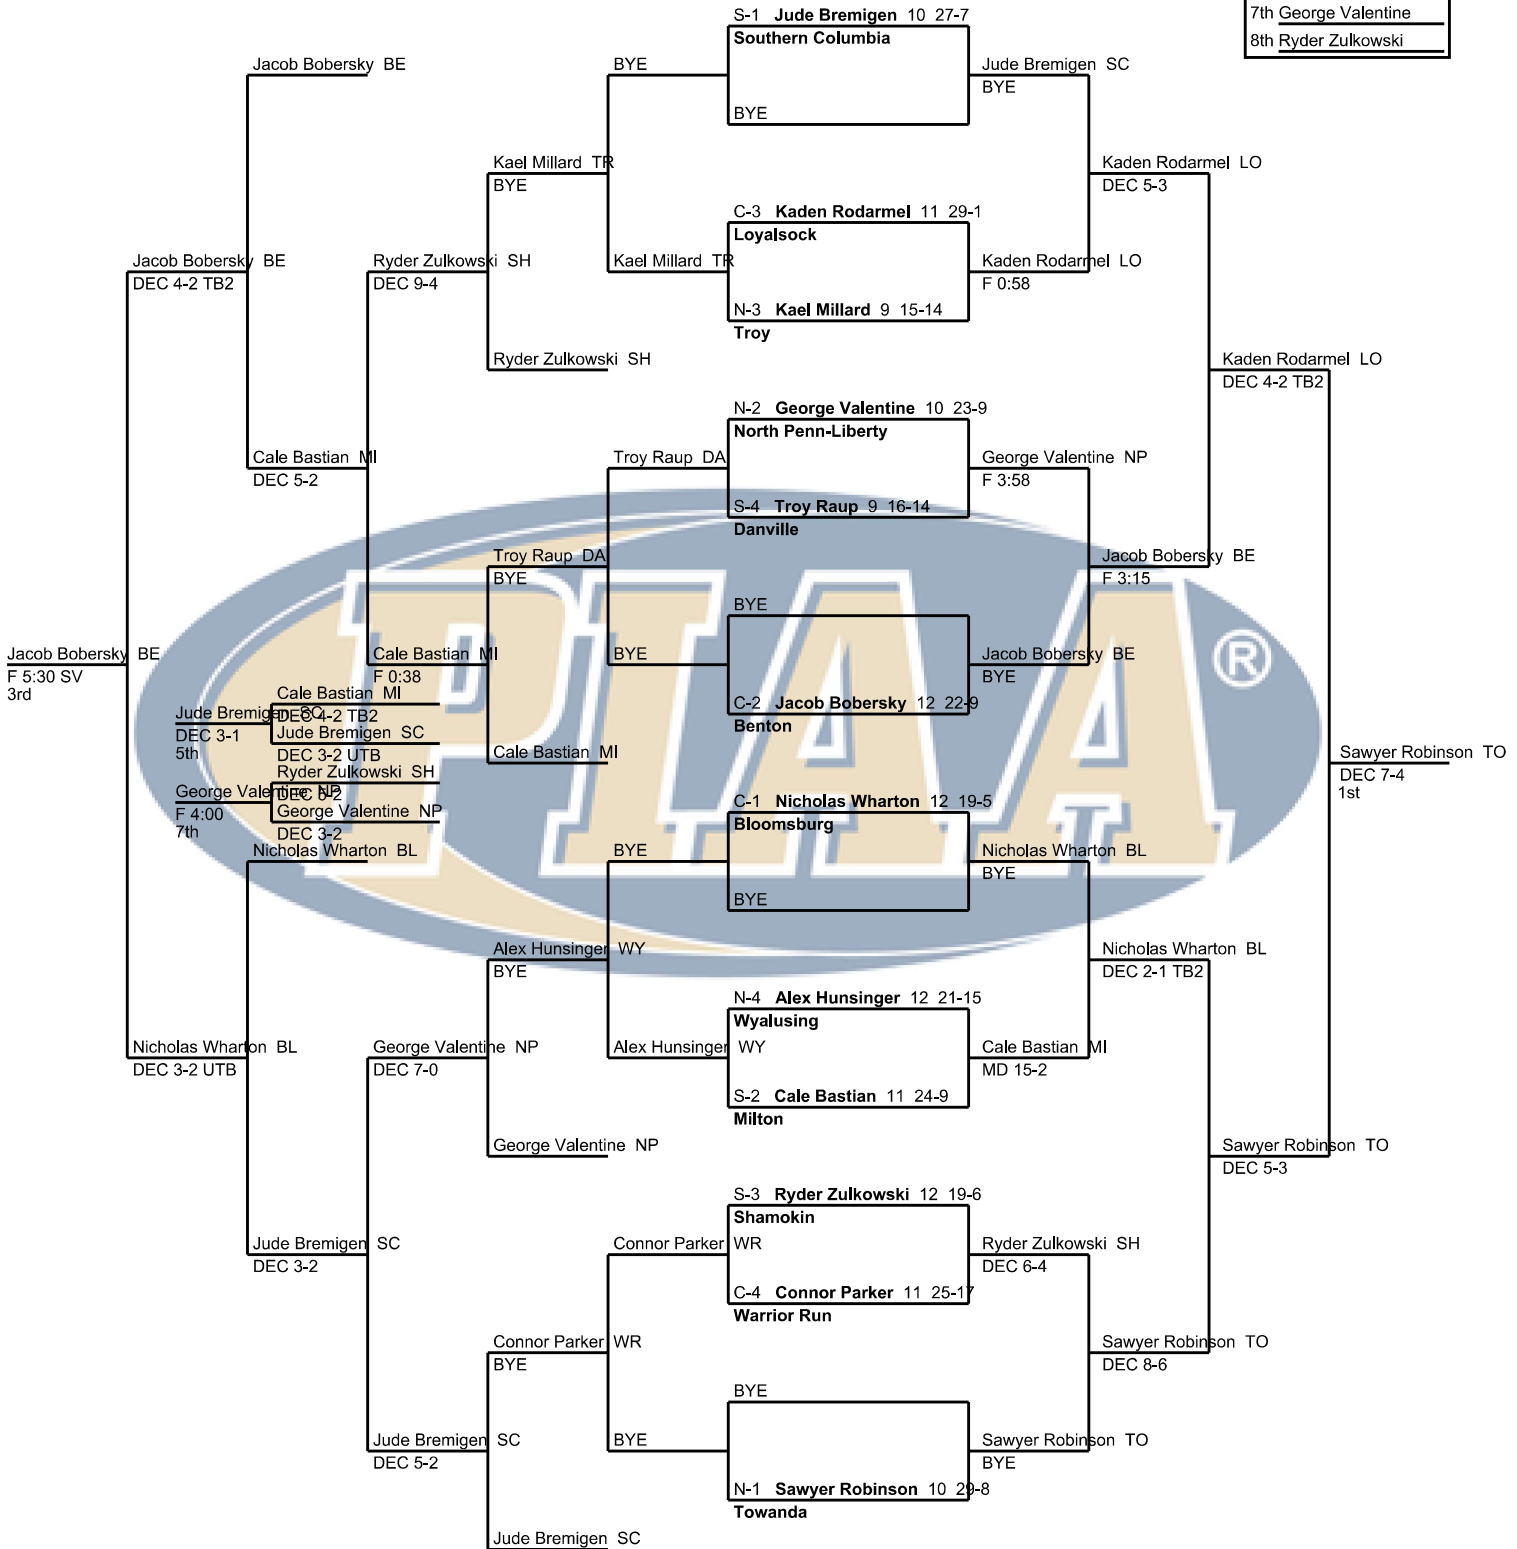 7th George Valentine
8th Ryder Zulkowski
S-1 Jude Bremigen 10 27-7
Southern Columbia
BYE
Jude Bremigen SC
BYE
Kaden Rodarmel LO
DEC 5-3
C-3 Kaden Rodarmel 11 29-1
Loyalsock
N-3 Kael Millard 9 15-14
Troy
Kaden Rodarmel LO
F 0:58
Kaden Rodarmel LO
DEC 4-2 TB2
N-2 George Valentine 10 23-9
North Penn-Liberty
S-4 Troy Raup 9 16-14
Danville
George Valentine NP
F 3:58
Jacob Bobersky BE
F 3:15
BYE
C-2 Jacob Bobersky 12 22-9
Benton
Jacob Bobersky BE
BYE
Sawyer Robinson TO
DEC 7-4
1st
C-1 Nicholas Wharton 12 19-5
Bloomsburg
BYE
Nicholas Wharton BL
BYE
Nicholas Wharton BL
DEC 2-1 TB2
N-4 Alex Hunsinger 12 21-15
Wyalusing
S-2 Cale Bastian 11 24-9
Milton
Cale Bastian MI
MD 15-2
Sawyer Robinson TO
DEC 5-3
S-3 Ryder Zulkowski 12 19-6
Shamokin
C-4 Connor Parker 11 25-17
Warrior Run
Ryder Zulkowski SH
DEC 6-4
Sawyer Robinson TO
DEC 8-6
BYE
N-1 Sawyer Robinson 10 29-8
Towanda
Sawyer Robinson TO
BYE
BYE
Kael Millard TR
Kael Millard TR
BYE
Ryder Zulkowski SH
Ryder Zulkowski SH
DEC 9-4
Jacob Bobersky BE
Jacob Bobersky BE
DEC 4-2 TB2
Cale Bastian MI
DEC 5-2
Troy Raup DA
BYE
Troy Raup DA
BYE
Cale Bastian MI
Cale Bastian MI
F 0:38
Jacob Bobersky BE
F 5:30 SV
3rd
Cale Bastian MI
DEC 4-2 TB2
Jude Bremigen SC
DEC 3-2 UTB
Jude Bremigen SC
DEC 3-1
5th
Ryder Zulkowski SH
DEC 5-2
George Valentine NP
DEC 3-2
George Valentine NP
F 4:00
7th
Nicholas Wharton BL
Nicholas Wharton BL
DEC 3-2 UTB
Jude Bremigen SC
DEC 3-2
BYE
Alex Hunsinger WY
Alex Hunsinger WY
BYE
George Valentine NP
George Valentine NP
DEC 7-0
Connor Parker WR
BYE
Connor Parker WR
BYE
Jude Bremigen SC
Jude Bremigen SC
DEC 5-2
PIAA®